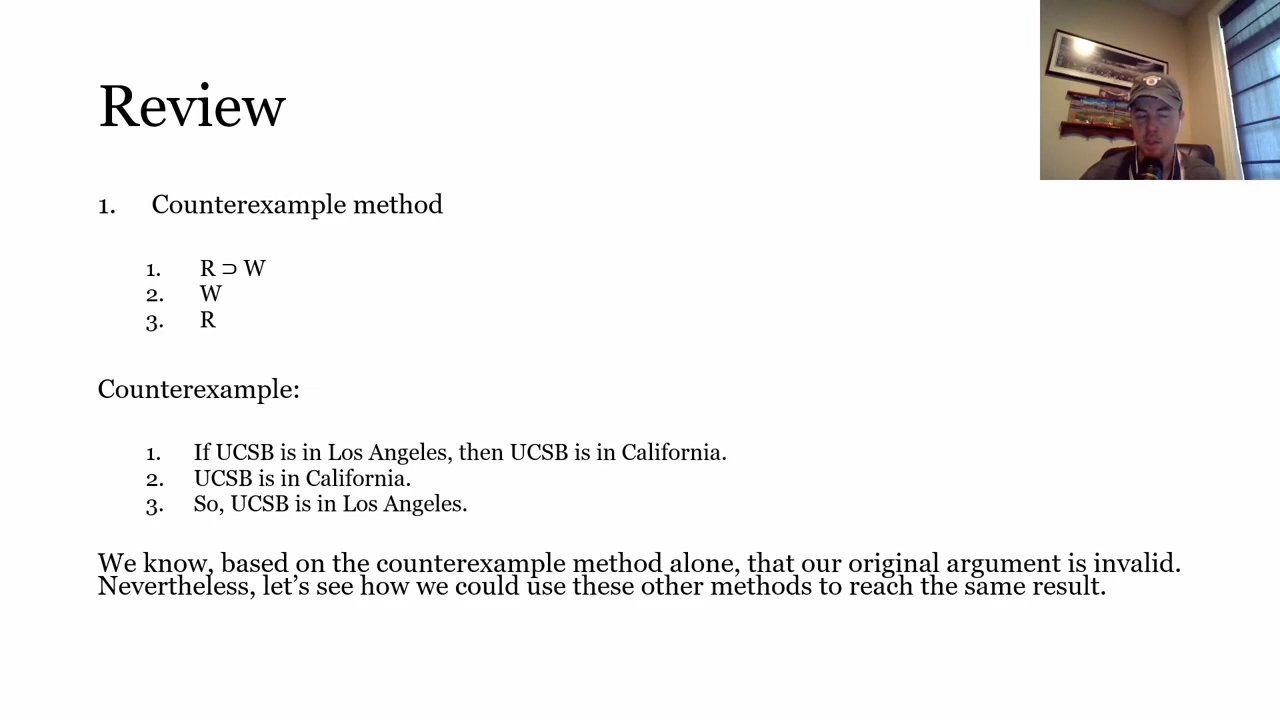 Review
1. Counterexample method
1. R ⊃ W
2. W
3. R
Counterexample:
1. If UCSB is in Los Angeles, then UCSB is in California.
2. UCSB is in California.
3. So, UCSB is in Los Angeles.
We know, based on the counterexample method alone, that our original argument is invalid.
Nevertheless, let’s see how we could use these other methods to reach the same result.